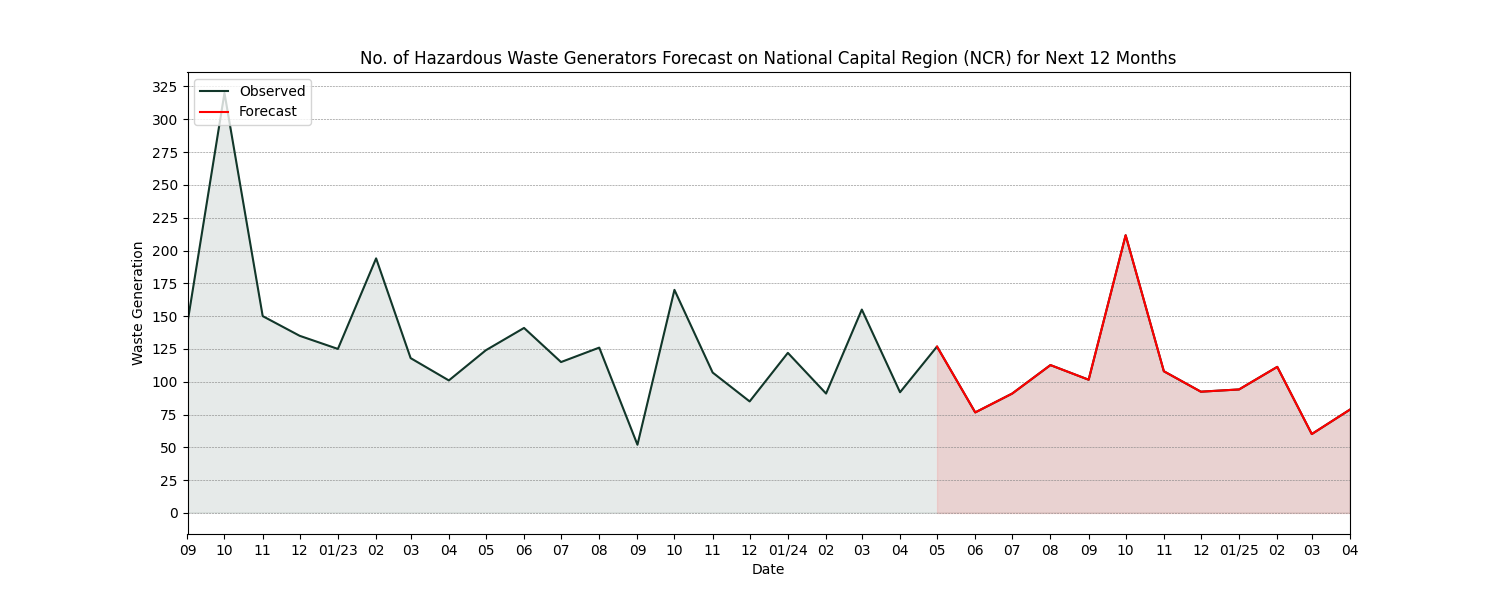 No. of Hazardous Waste Generators Forecast on National Capital Region (NCR) for Next 12 Months
Observed
Forecast
Waste Generation
325
300
275
250
225
200
175
150
125
100
75
50
25
0
09 10 11 12 01/23 02 03 04 05 06 07 08 09 10 11 12 01/24 02 03 04 05 06 07 08 09 10 11 12 01/25 02 03 04
Date